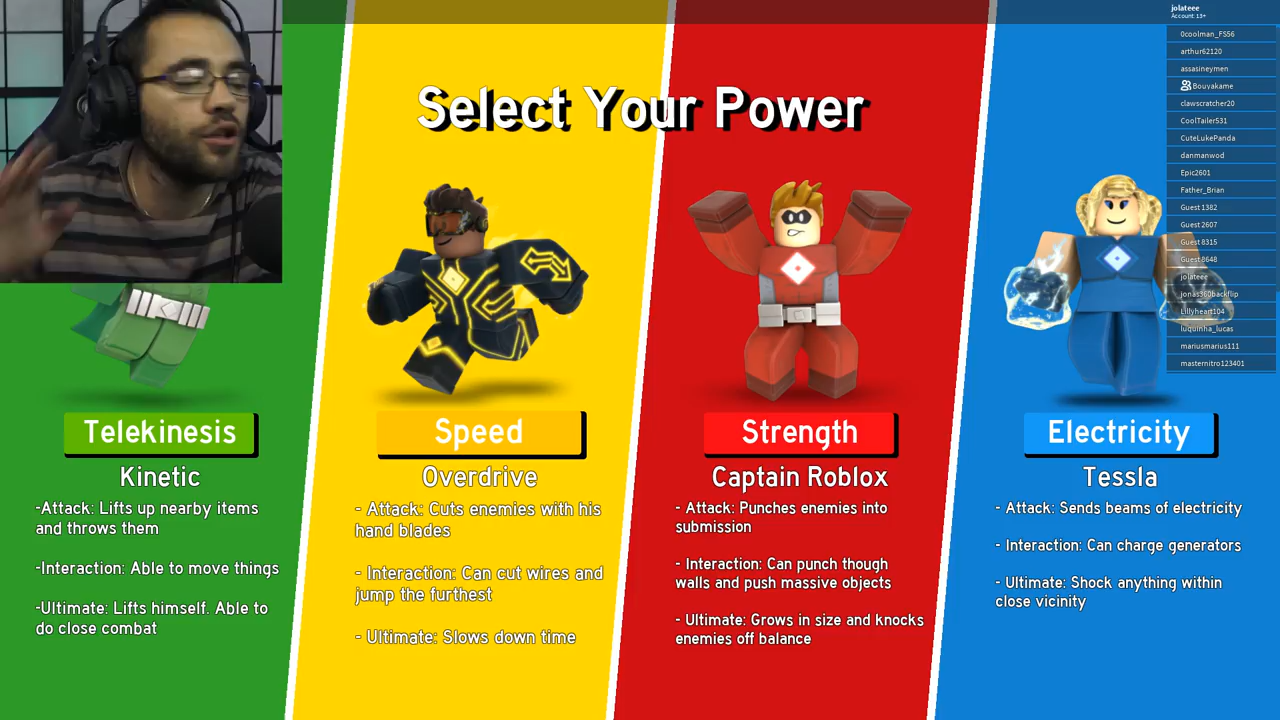 Select Your Power
Telekinesis
Kinetic
-Attack: Lifts up nearby items
and throws them
-Interaction: Able to move things
-Ultimate: Lifts himself. Able to
do close combat
Speed
Overdrive
- Attack: Cuts enemies with his
hand blades
- Interaction: Can cut wires and
jump the furthest
- Ultimate: Slows down time
Strength
Captain Roblox
- Attack: Punches enemies into
submission
- Interaction: Can punch though
walls and push massive objects
- Ultimate: Grows in size and knocks
enemies off balance
Electricity
Tessla
- Attack: Sends beams of electricity
- Interaction: Can charge generators
- Ultimate: Shock anything within
close vicinity
jolateee
Account: 13+
0coolman_FS56
arthur62120
assasineymen
Bouyakame
clawscratcher20
CoolTailer531
CuteLukePanda
danmanwod
Epic2601
Father_Brian
Guest 1382
Guest 2607
Guest 8315
Guest 8648
jolateee
jonas360backflip
Lillyheart104
luquinha_lucas
mariusmarius111
masternitro123401